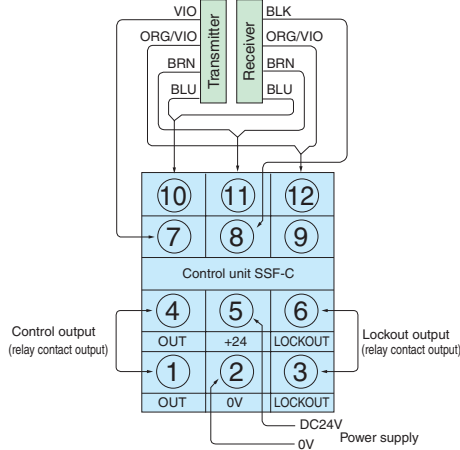 VIO
BLK
ORG/VIO
ORG/VIO
BRN
BRN
BLU
BLU
Transmitter
Receiver
10
11
12
7
8
9
Control unit SSF-C
4
5
6
OUT
+24
LOCKOUT
1
2
3
OUT
0V
LOCKOUT
Control output
(relay contact output)
Lockout output
(relay contact output)
DC24V
0V
Power supply